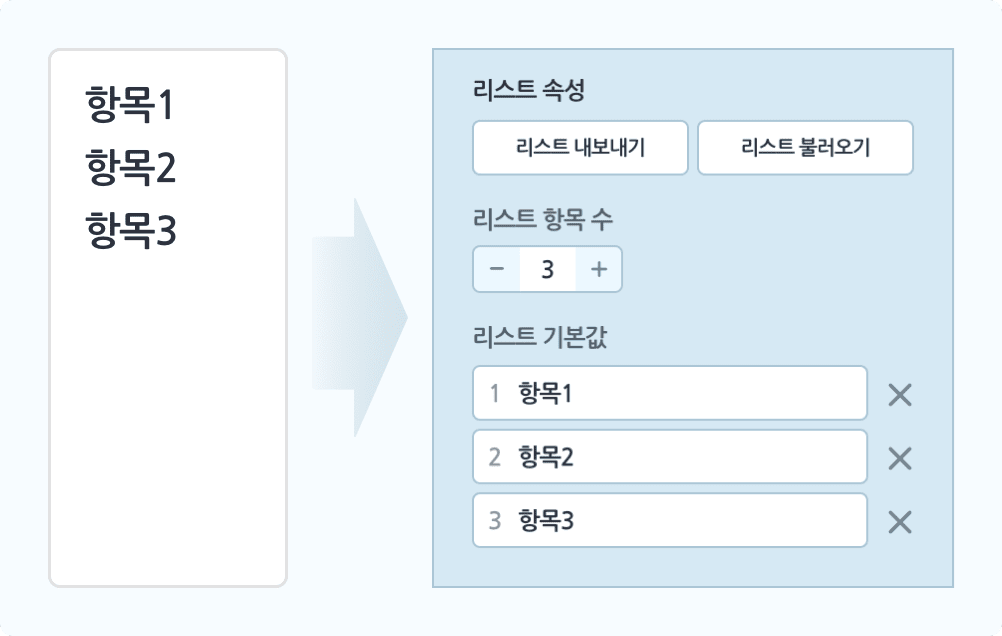 항목1
항목2
항목3
리스트 속성
리스트 내보내기 리스트 불러오기
리스트 항목 수
− 3 +
리스트 기본값
1 항목1
2 항목2
3 항목3